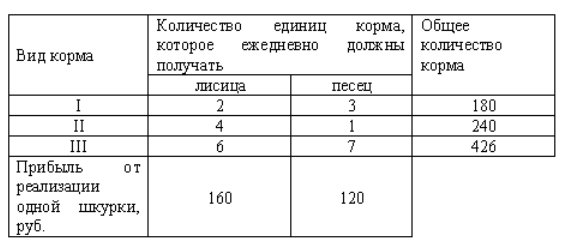 Вид корма
Количество единиц корма,
которое ежедневно должны
получать
Общее
количество
корма
лисица песец
I 2 3 180
II 4 1 240
III 6 7 426
Прибыль от
реализации
одной шкурки,
руб.
160 120